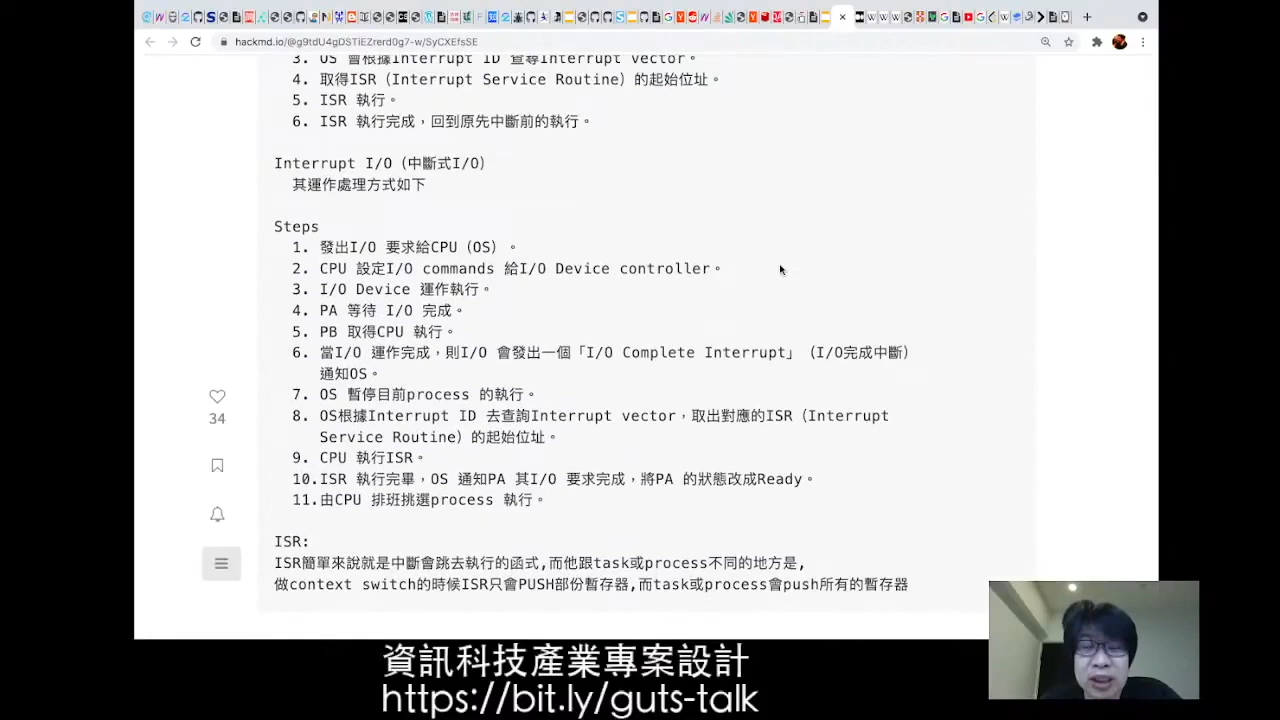 hackmd.io/@g9tdU4gDSTiEZrerd0g7-w/SyCXEfsSE
3. OS 會根據Interrupt ID 查尋Interrupt vector。
4. 取得ISR（Interrupt Service Routine）的起始位址。
5. ISR 執行。
6. ISR 執行完成，回到原先中斷前的執行。
Interrupt I/O（中斷式I/O）
其運作處理方式如下
Steps
1. 發出I/O 要求給CPU（OS）。
2. CPU 設定I/O commands 給I/O Device controller。
3. I/O Device 運作執行。
4. PA 等待 I/O 完成。
5. PB 取得CPU 執行。
6. 當I/O 運作完成，則I/O 會發出一個「I/O Complete Interrupt」（I/O完成中斷）
通知OS。
7. OS 暫停目前process 的執行。
8. OS根據Interrupt ID 去查詢Interrupt vector，取出對應的ISR（Interrupt
Service Routine）的起始位址。
34
9. CPU 執行ISR。
10.ISR 執行完畢，OS 通知PA 其I/O 要求完成，將PA 的狀態改成Ready。
11.由CPU 排班挑選process 執行。
ISR:
ISR簡單來說就是中斷會跳去執行的函式,而他跟task或process不同的地方是,
做context switch的時候ISR只會PUSH部份暫存器,而task或process會push所有的暫存器
資訊科技產業專案設計
https://bit.ly/guts-talk